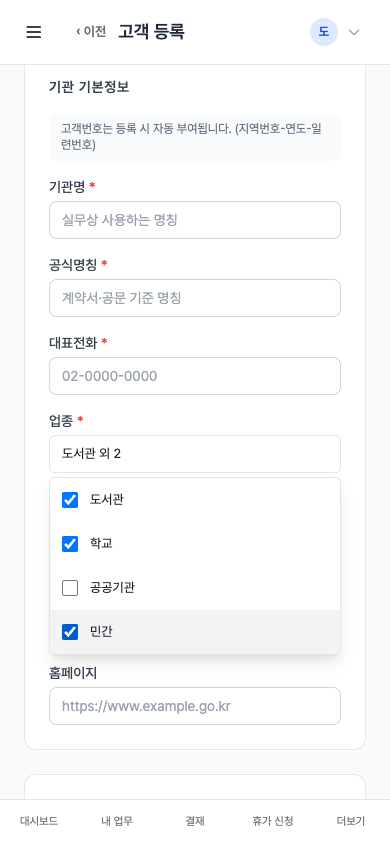 ‹ 이전 고객 등록 도
기관 기본정보
고객번호는 등록 시 자동 부여됩니다. (지역번호-연도-일
련번호)
기관명 *
실무상 사용하는 명칭
공식명칭 *
계약서·공문 기준 명칭
대표전화 *
02-0000-0000
업종 *
도서관 외 2
도서관
학교
공공기관
민간
홈페이지
https://www.example.go.kr
대시보드 내 업무 결재 휴가 신청 더보기